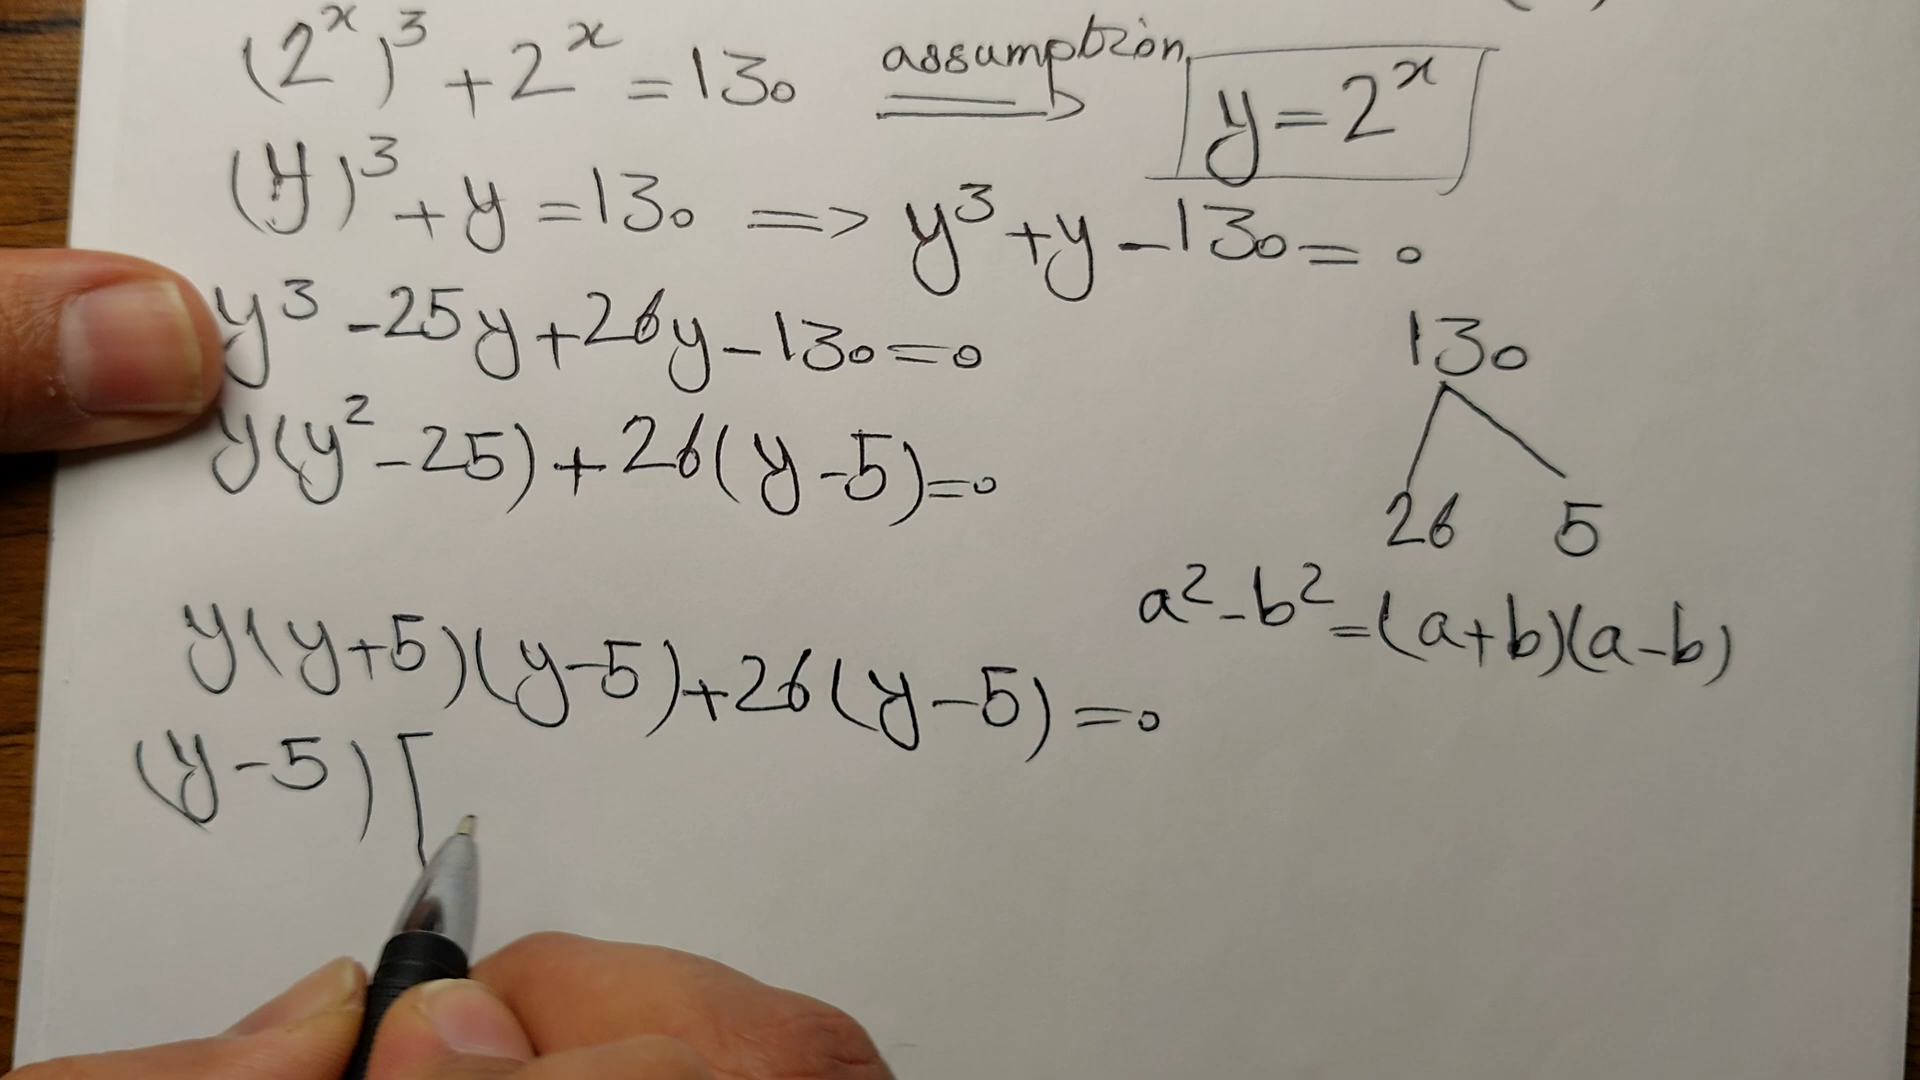 (2^x)^3 + 2^x = 130 assumption ⟹ y = 2^x
(y)^3 + y = 130 => y^3 + y - 130 = 0
y^3 - 25y + 26y - 130 = 0
130
y(y^2 - 25) + 26(y - 5) = 0
26 5
a^2 - b^2 = (a+b)(a-b)
y(y+5)(y-5) + 26(y-5) = 0
(y-5)[